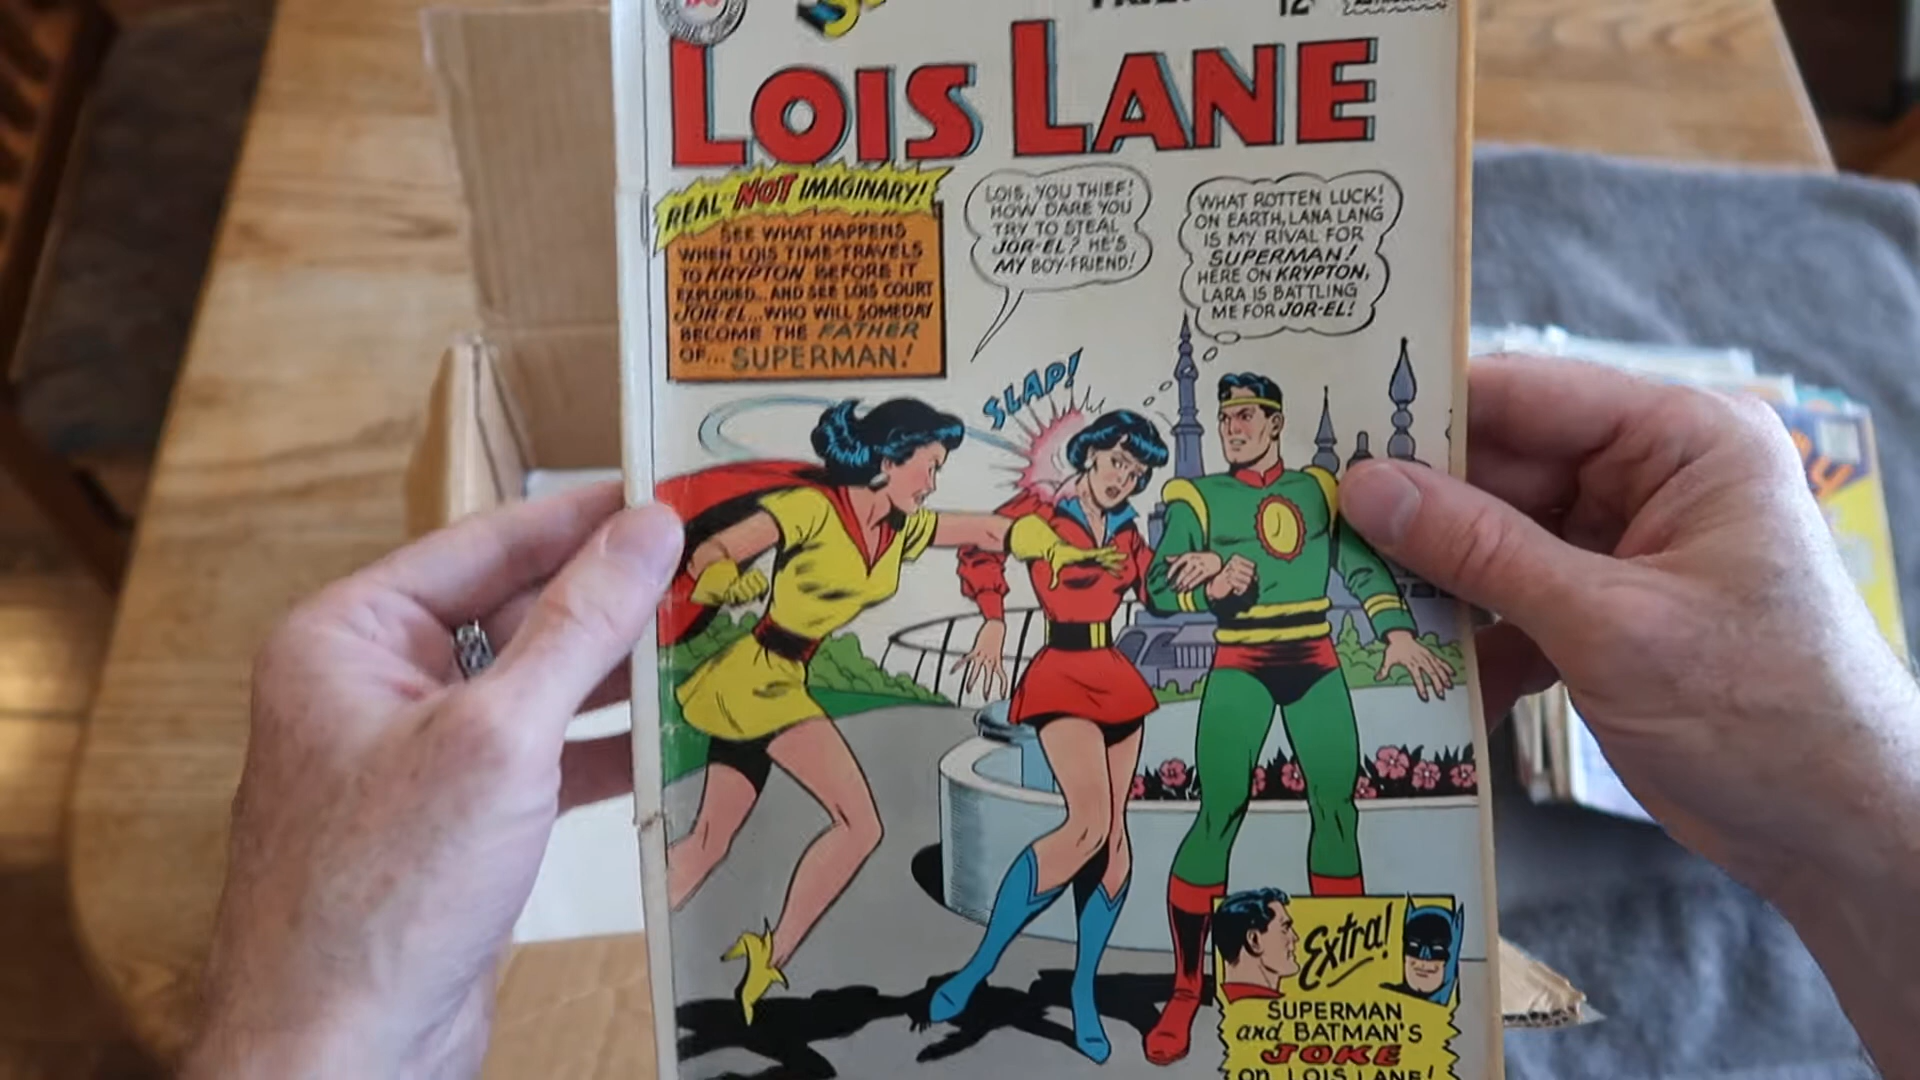 12¢
LOIS LANE
REAL-NOT IMAGINARY!
SEE WHAT HAPPENS
WHEN LOIS TIME-TRAVELS
TO KRYPTON BEFORE IT
EXPLODED...AND SEE LOIS COURT
JOR-EL...WHO WILL SOMEDAY
BECOME THE FATHER
OF... SUPERMAN!
LOIS, YOU THIEF!
HOW DARE YOU
TRY TO STEAL
JOR-EL? HE'S
MY BOY-FRIEND!
WHAT ROTTEN LUCK!
ON EARTH, LANA LANG
IS MY RIVAL FOR
SUPERMAN!
HERE ON KRYPTON,
LARA IS BATTLING
ME FOR JOR-EL!
SLAP!
Extra!
SUPERMAN
and BATMAN'S
JOKE
on LOIS LANE!